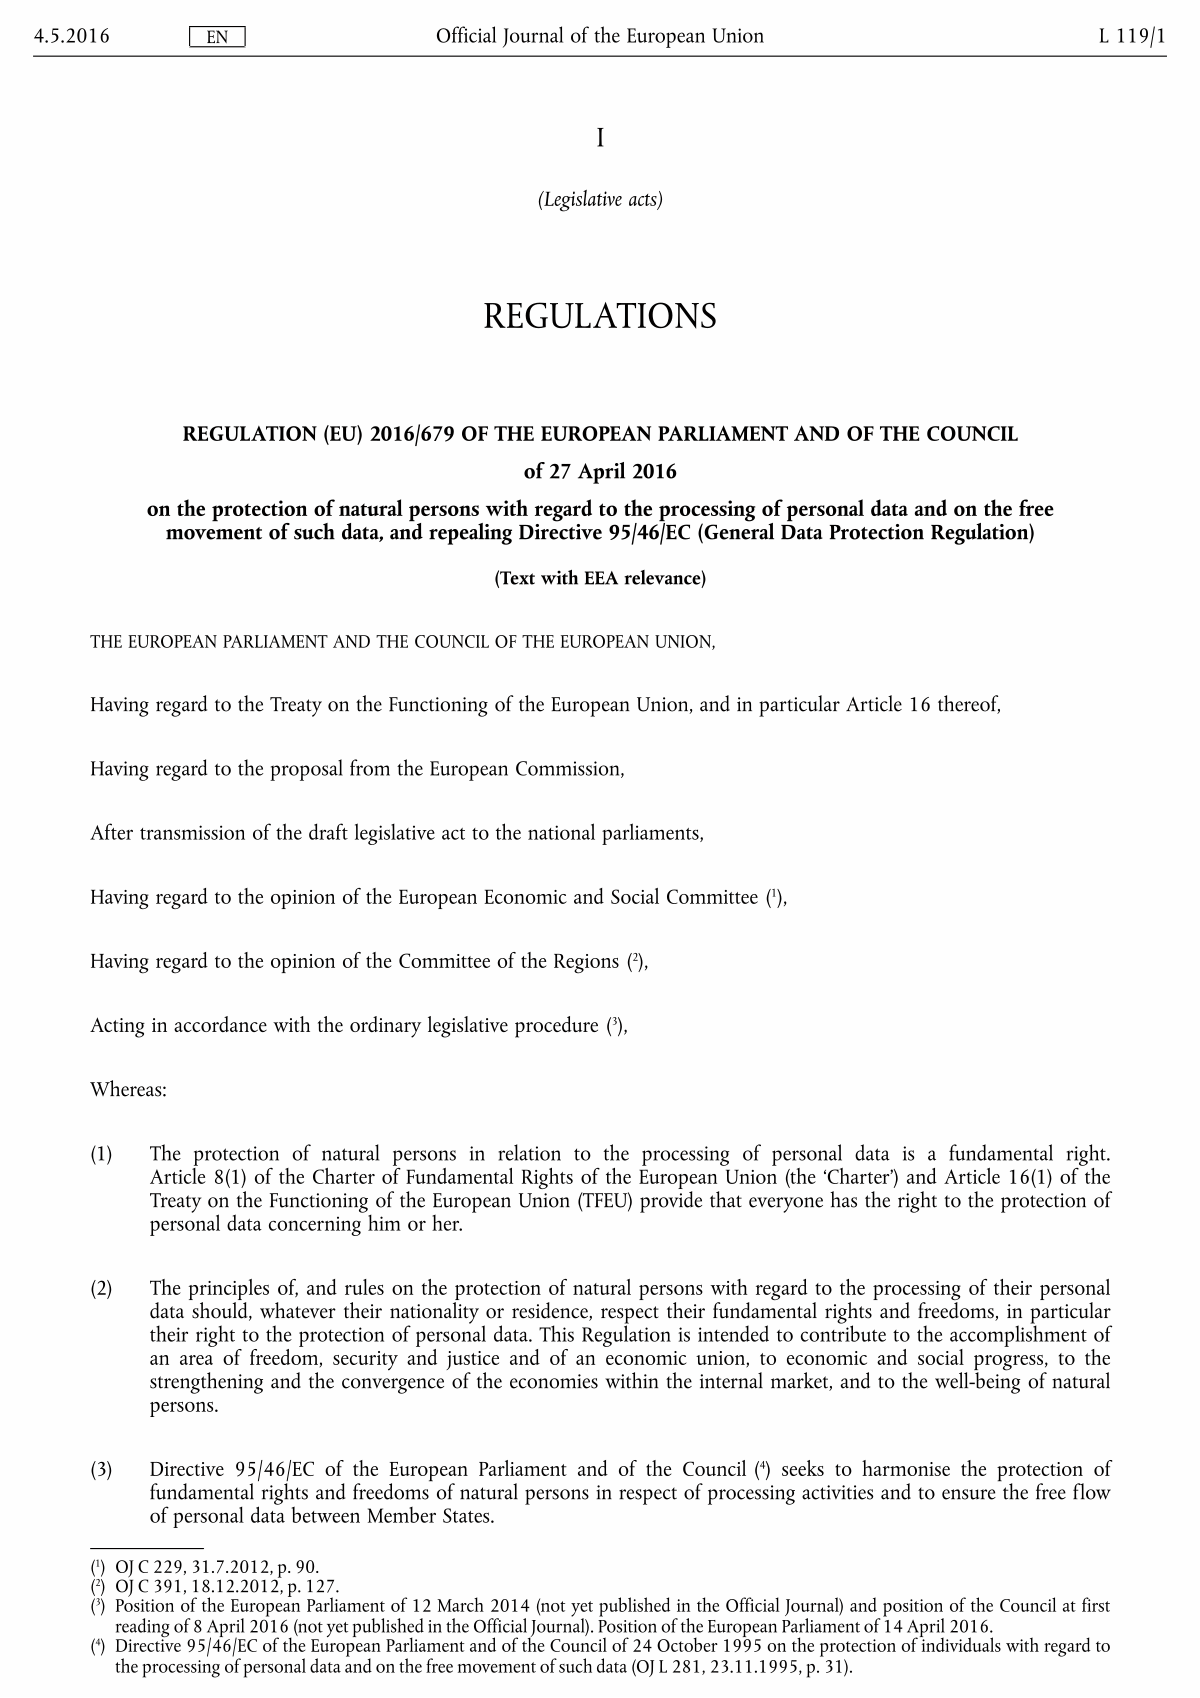 4.5.2016 EN Official Journal of the European Union L 119/1
I
(Legislative acts)
REGULATIONS
REGULATION (EU) 2016/679 OF THE EUROPEAN PARLIAMENT AND OF THE COUNCIL
of 27 April 2016
on the protection of natural persons with regard to the processing of personal data and on the free
movement of such data, and repealing Directive 95/46/EC (General Data Protection Regulation)
(Text with EEA relevance)
THE EUROPEAN PARLIAMENT AND THE COUNCIL OF THE EUROPEAN UNION,
Having regard to the Treaty on the Functioning of the European Union, and in particular Article 16 thereof,
Having regard to the proposal from the European Commission,
After transmission of the draft legislative act to the national parliaments,
Having regard to the opinion of the European Economic and Social Committee (¹),
Having regard to the opinion of the Committee of the Regions (²),
Acting in accordance with the ordinary legislative procedure (³),
Whereas:
(1) The protection of natural persons in relation to the processing of personal data is a fundamental right.
Article 8(1) of the Charter of Fundamental Rights of the European Union (the ‘Charter’) and Article 16(1) of the
Treaty on the Functioning of the European Union (TFEU) provide that everyone has the right to the protection of
personal data concerning him or her.
(2) The principles of, and rules on the protection of natural persons with regard to the processing of their personal
data should, whatever their nationality or residence, respect their fundamental rights and freedoms, in particular
their right to the protection of personal data. This Regulation is intended to contribute to the accomplishment of
an area of freedom, security and justice and of an economic union, to economic and social progress, to the
strengthening and the convergence of the economies within the internal market, and to the well-being of natural
persons.
(3) Directive 95/46/EC of the European Parliament and of the Council (⁴) seeks to harmonise the protection of
fundamental rights and freedoms of natural persons in respect of processing activities and to ensure the free flow
of personal data between Member States.
(¹) OJ C 229, 31.7.2012, p. 90.
(²) OJ C 391, 18.12.2012, p. 127.
(³) Position of the European Parliament of 12 March 2014 (not yet published in the Official Journal) and position of the Council at first
reading of 8 April 2016 (not yet published in the Official Journal). Position of the European Parliament of 14 April 2016.
(⁴) Directive 95/46/EC of the European Parliament and of the Council of 24 October 1995 on the protection of individuals with regard to
the processing of personal data and on the free movement of such data (OJ L 281, 23.11.1995, p. 31).